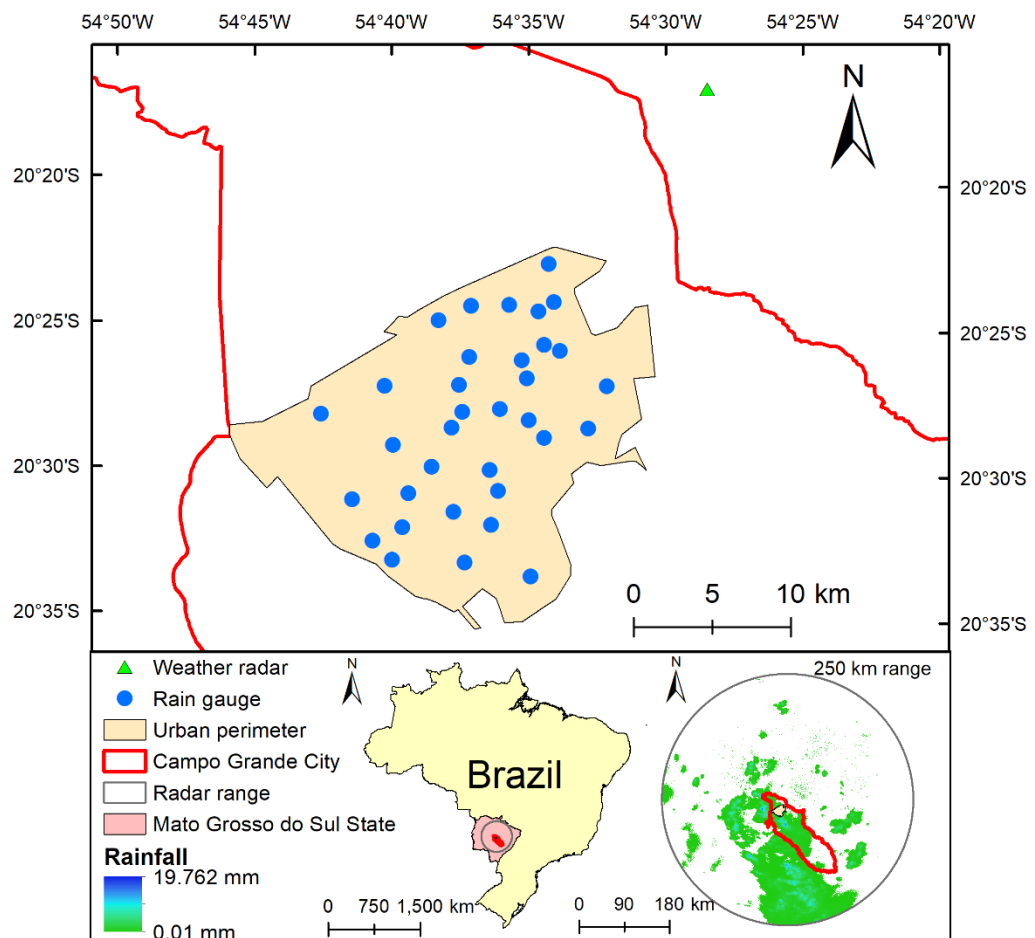 54°50'W 54°40'W 54°35'W 54°30'W 54°25'W 54°20'W
N
20°20'S 20°20'S
20°25'S 20°25'S
20°30'S 20°30'S
20°35'S 20°35'S
0 5 10 km
Weather radar
Rain gauge
Urban perimeter
Campo Grande City
Radar range
Mato Grosso do Sul State
Rainfall
19.762 mm
0.01 mm
N
Brazil
0 750 1,500 km
N
250 km range
0 90 180 km